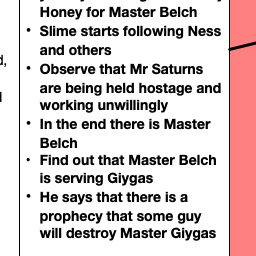 Honey for Master Belch
• Slime starts following Ness
and others
• Observe that Mr Saturns
are being held hostage and
working unwillingly
• In the end there is Master
Belch
• Find out that Master Belch
is serving Giygas
• He says that there is a
prophecy that some guy
will destroy Master Giygas